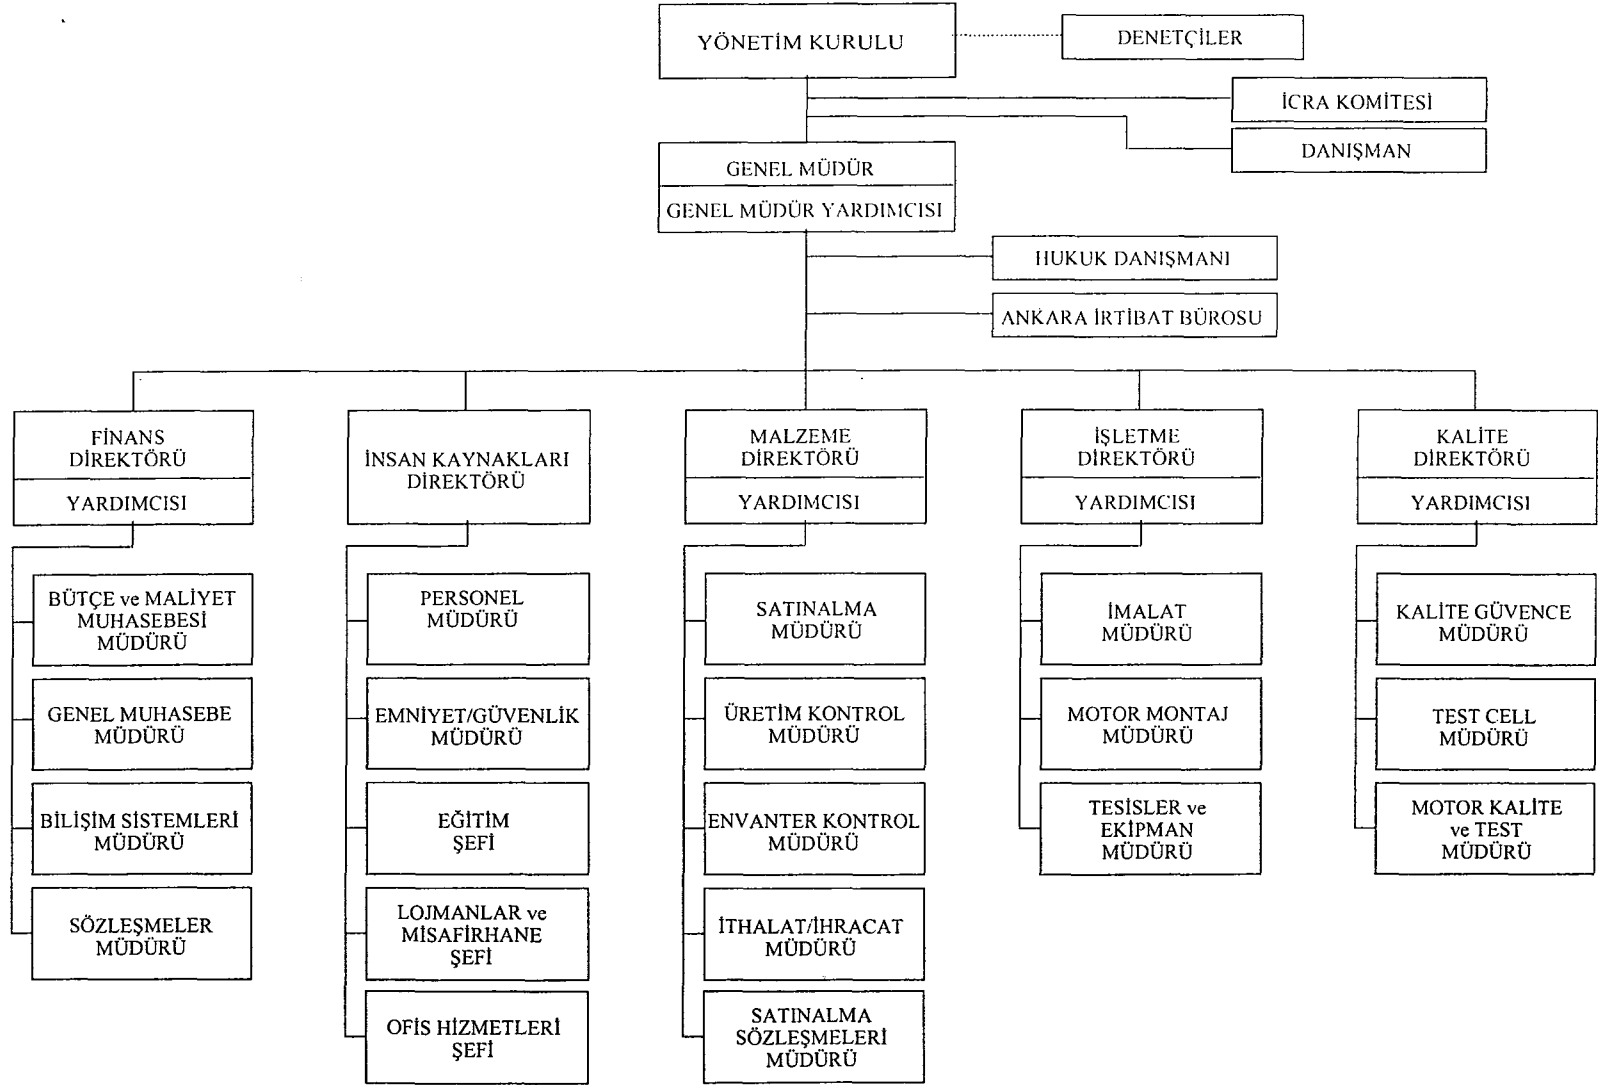 YÖNETİM KURULU
DENETÇİLER
İCRA KOMİTESİ
DANIŞMAN
GENEL MÜDÜR
GENEL MÜDÜR YARDIMCISI
HUKUK DANIŞMANI
ANKARA İRTİBAT BÜROSU
FİNANS
DİREKTÖRÜ
YARDIMCISI
İNSAN KAYNAKLARI
DİREKTÖRÜ
MALZEME
DİREKTÖRÜ
YARDIMCISI
İŞLETME
DİREKTÖRÜ
YARDIMCISI
KALİTE
DİREKTÖRÜ
YARDIMCISI
BÜTÇE ve MALİYET
MUHASEBESİ
MÜDÜRÜ
GENEL MUHASEBE
MÜDÜRÜ
BİLİŞİM SİSTEMLERİ
MÜDÜRÜ
SÖZLEŞMELER
MÜDÜRÜ
PERSONEL
MÜDÜRÜ
EMNİYET/GÜVENLİK
MÜDÜRÜ
EĞİTİM
ŞEFİ
LOJMANLAR ve
MİSAFİRHANE
ŞEFİ
OFİS HİZMETLERİ
ŞEFİ
SATINALMA
MÜDÜRÜ
ÜRETİM KONTROL
MÜDÜRÜ
ENVANTER KONTROL
MÜDÜRÜ
İTHALAT/İHRACAT
MÜDÜRÜ
SATINALMA
SÖZLEŞMELERİ
MÜDÜRÜ
İMALAT
MÜDÜRÜ
MOTOR MONTAJ
MÜDÜRÜ
TESİSLER ve
EKİPMAN
MÜDÜRÜ
KALİTE GÜVENCE
MÜDÜRÜ
TEST CELL
MÜDÜRÜ
MOTOR KALİTE
ve TEST
MÜDÜRÜ